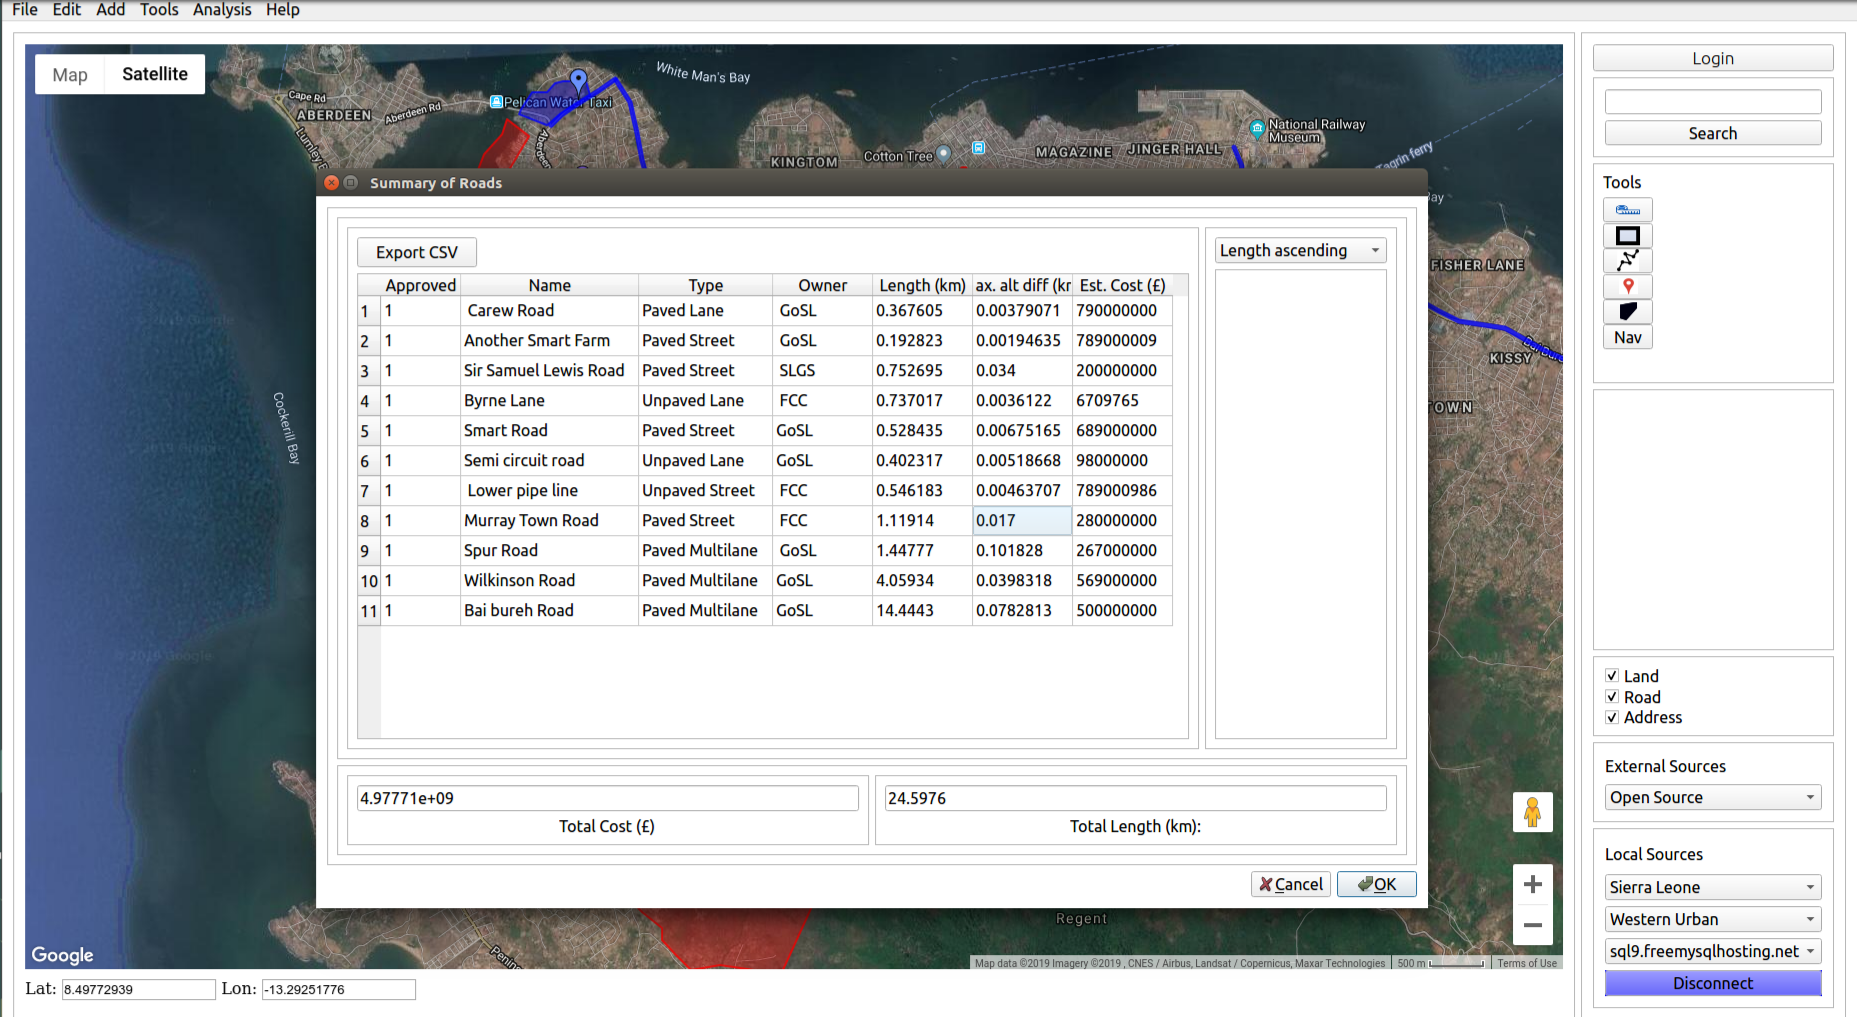 File Edit Add Tools Analysis Help
Map Satellite
White Man's Bay
Cape Rd
ABERDEEN
Aberdeen Rd
Pelican Water Taxi
KINGTOM
Cotton Tree
MAGAZINE
JINGER HALL
National Railway
Museum
Tagrin ferry
FISHER LANE
KISSY
Cockerill Bay
Regent
Summary of Roads
Export CSV
Length ascending
Approved Name Type Owner Length (km) ax. alt diff (kr Est. Cost (£)
1 1 Carew Road Paved Lane GoSL 0.367605 0.00379071 790000000
2 1 Another Smart Farm Paved Street GoSL 0.192823 0.00194635 789000009
3 1 Sir Samuel Lewis Road Paved Street SLGS 0.752695 0.034 200000000
4 1 Byrne Lane Unpaved Lane FCC 0.737017 0.0036122 6709765
5 1 Smart Road Paved Street GoSL 0.528435 0.00675165 689000000
6 1 Semi circuit road Unpaved Lane GoSL 0.402317 0.00518668 98000000
7 1 Lower pipe line Unpaved Street FCC 0.546183 0.00463707 789000986
8 1 Murray Town Road Paved Street FCC 1.11914 0.017 280000000
9 1 Spur Road Paved Multilane GoSL 1.44777 0.101828 267000000
10 1 Wilkinson Road Paved Multilane GoSL 4.05934 0.0398318 569000000
11 1 Bai bureh Road Paved Multilane GoSL 14.4443 0.0782813 500000000
4.97771e+09
Total Cost (£)
24.5976
Total Length (km):
Cancel OK
Google
Map data ©2019 Imagery ©2019 , CNES / Airbus, Landsat / Copernicus, Maxar Technologies 500 m Terms of Use
Lat: 8.49772939 Lon: -13.29251776
Login
Search
Tools
Nav
Land
Road
Address
External Sources
Open Source
Local Sources
Sierra Leone
Western Urban
sql9.freemysqlhosting.net
Disconnect